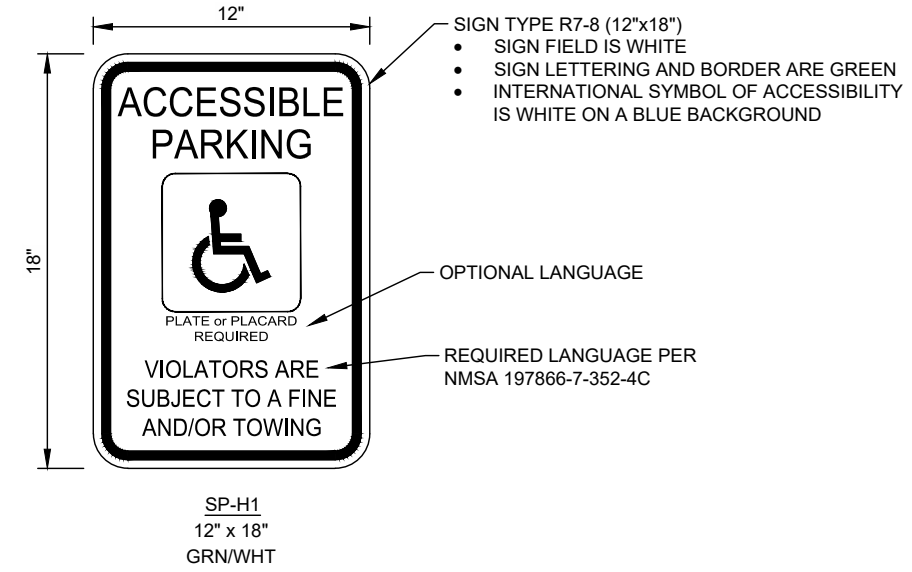 12"
18"
ACCESSIBLE
PARKING
PLATE or PLACARD
REQUIRED
VIOLATORS ARE
SUBJECT TO A FINE
AND/OR TOWING
SP-H1
12" x 18"
GRN/WHT
SIGN TYPE R7-8 (12"x18")
• SIGN FIELD IS WHITE
• SIGN LETTERING AND BORDER ARE GREEN
• INTERNATIONAL SYMBOL OF ACCESSIBILITY
IS WHITE ON A BLUE BACKGROUND
OPTIONAL LANGUAGE
REQUIRED LANGUAGE PER
NMSA 197866-7-352-4C